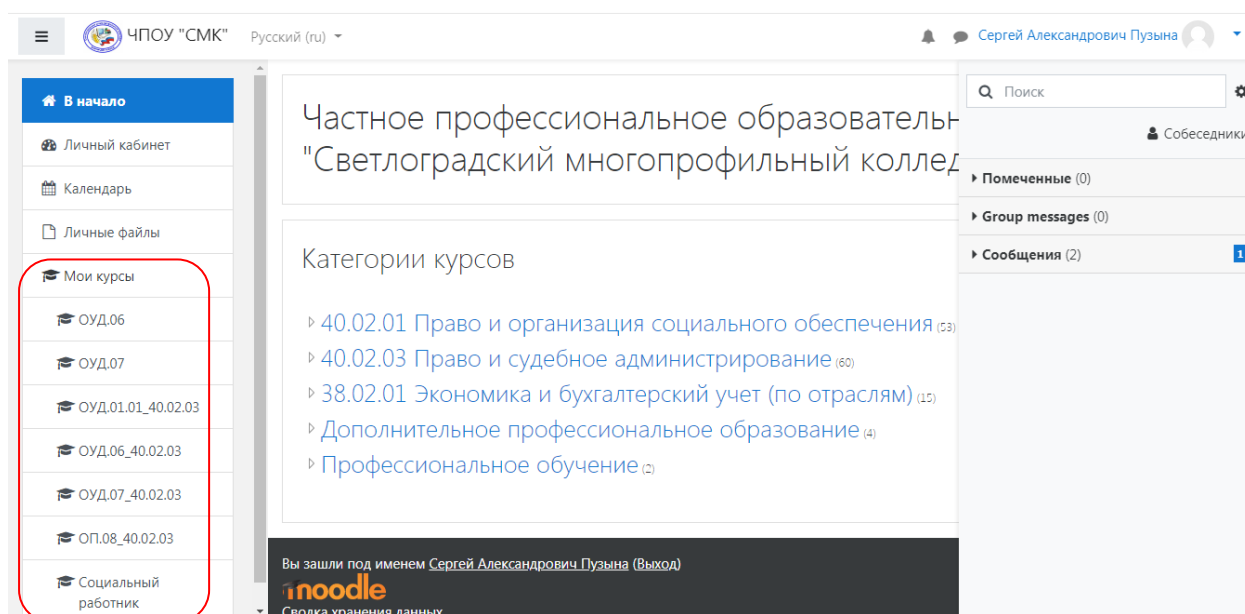 ЧПОУ "СМК"
Русский (ru)
Сергей Александрович Пузына
В начало
Личный кабинет
Календарь
Личные файлы
Мои курсы
ОУД.06
ОУД.07
ОУД.01.01_40.02.03
ОУД.06_40.02.03
ОУД.07_40.02.03
ОП.08_40.02.03
Социальный
работник
Частное профессиональное образовательн
"Светлоградский многопрофильный коллед
Категории курсов
40.02.01 Право и организация социального обеспечения (53)
40.02.03 Право и судебное администрирование (60)
38.02.01 Экономика и бухгалтерский учет (по отраслям) (15)
Дополнительное профессиональное образование (4)
Профессиональное обучение (2)
Вы зашли под именем Сергей Александрович Пузына (Выход)
moodle
Сводка хранения данных
Поиск
Собеседники
Помеченные (0)
Group messages (0)
Сообщения (2)
1